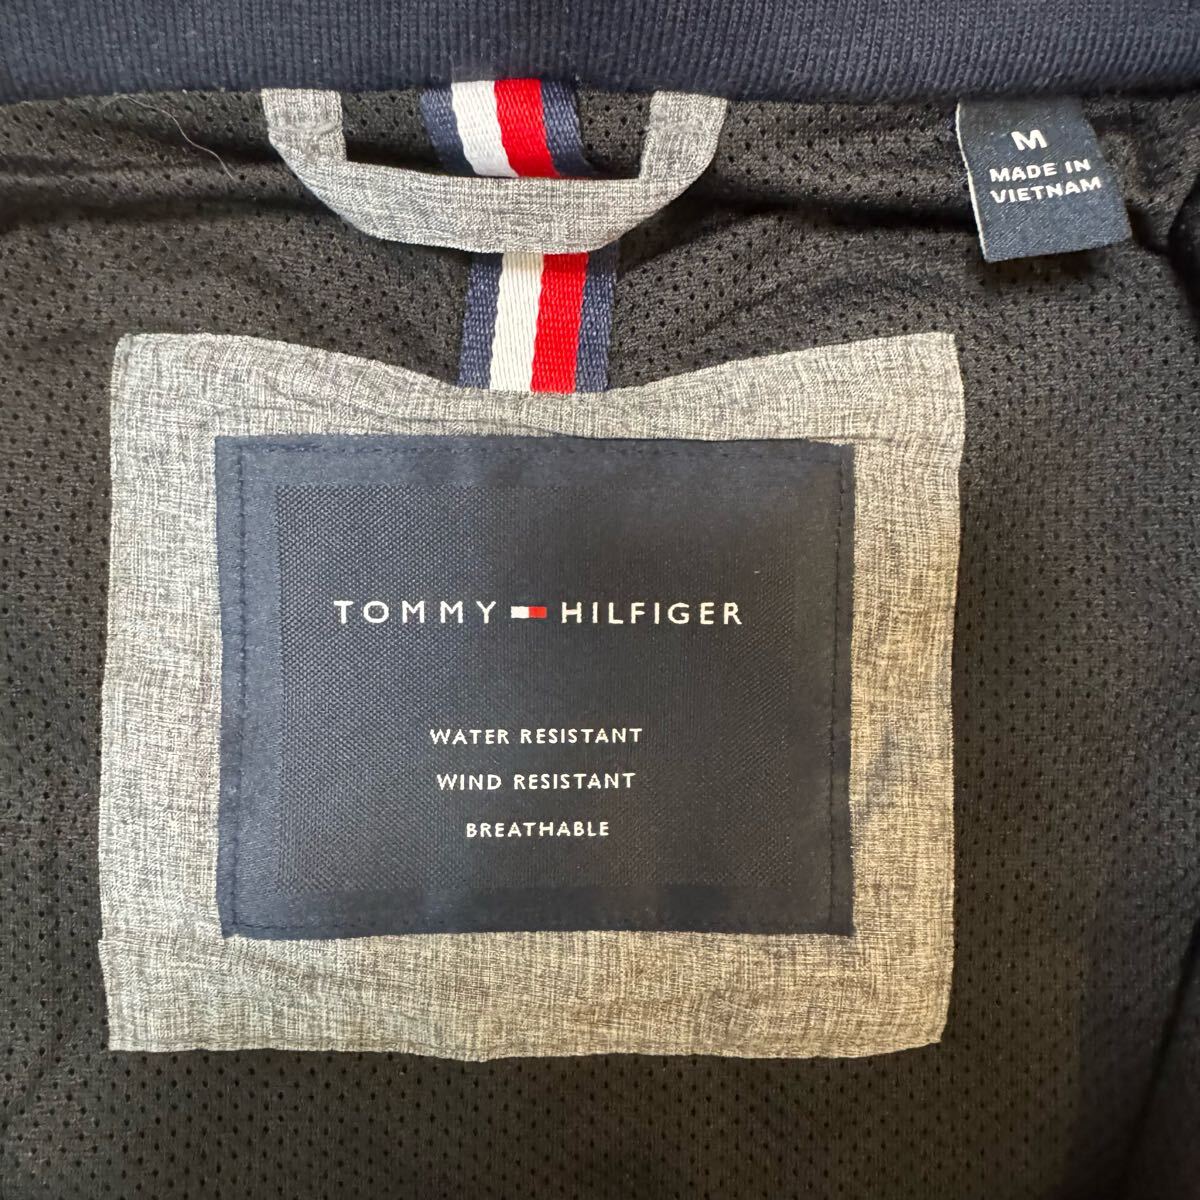 M
MADE IN
VIETNAM
TOMMY HILFIGER
WATER RESISTANT
WIND RESISTANT
BREATHABLE